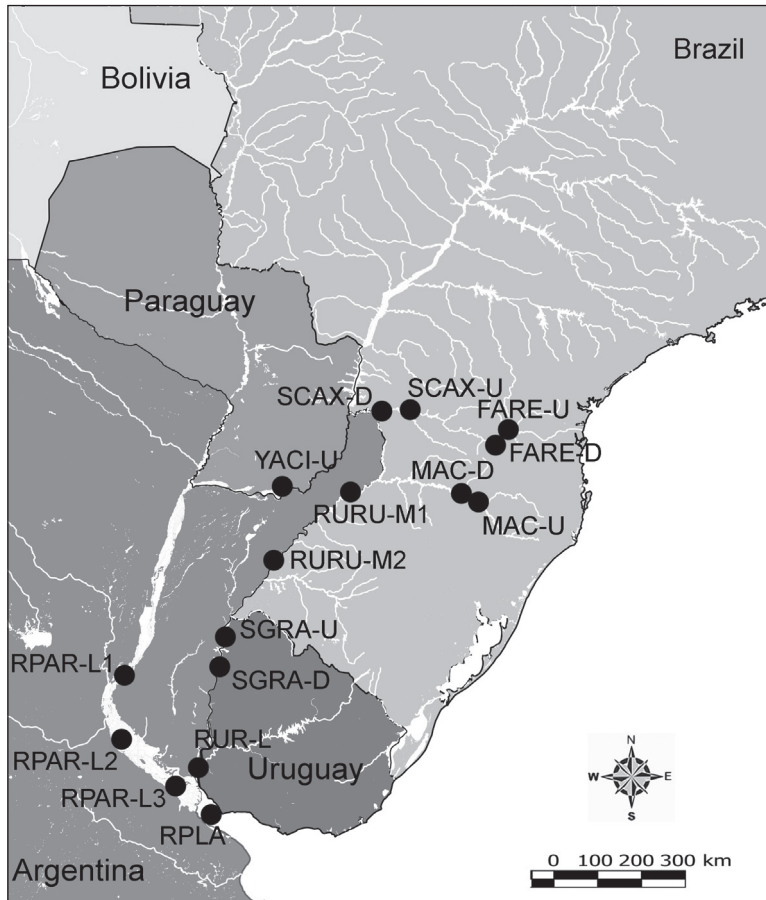 Brazil
Bolivia
Paraguay
SCAX-D
SCAX-U
FARE-U
FARE-D
YACI-U
MAC-D
RURU-M1
MAC-U
RURU-M2
SGRA-U
RPAR-L1
SGRA-D
RUR-L
RPAR-L2
Uruguay
RPAR-L3
RPLA
Argentina
N
W
E
S
0 100 200 300 km